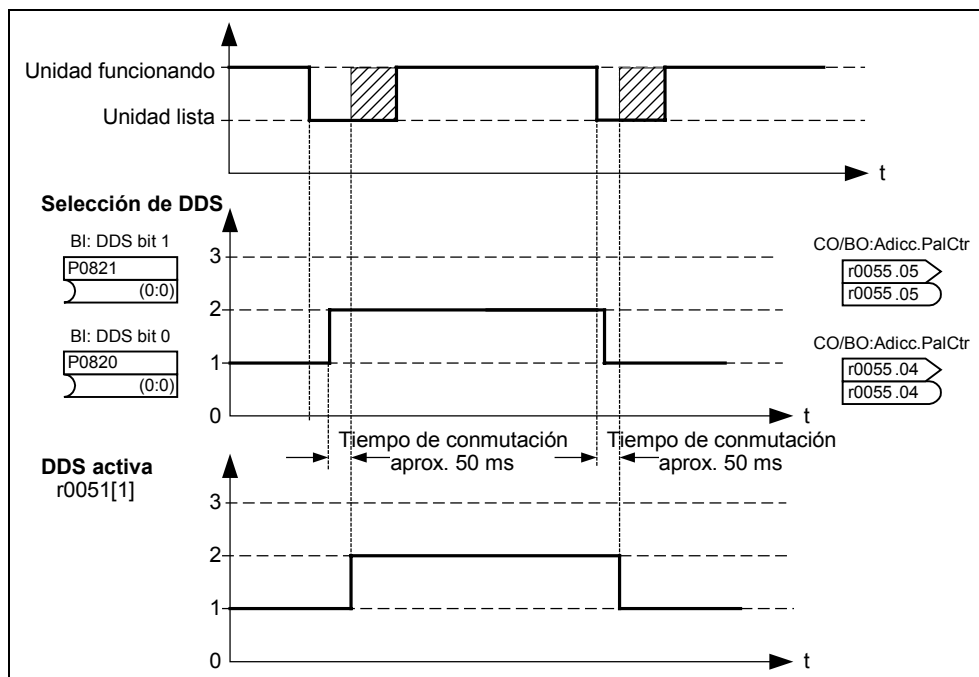 Unidad funcionando
Unidad lista
t
Selección de DDS
BI: DDS bit 1
P0821
(0:0)
BI: DDS bit 0
P0820
(0:0)
3
2
1
0
t
CO/BO:Adicc.PalCtr
r0055.05
r0055.05
CO/BO:Adicc.PalCtr
r0055.04
r0055.04
Tiempo de conmutación
aprox. 50 ms
Tiempo de conmutación
aprox. 50 ms
DDS activa
r0051[1]
3
2
1
0
t